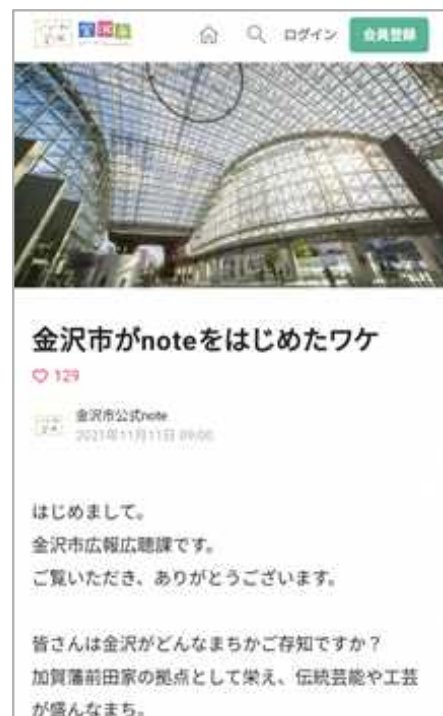 ログイン
会員登録
金沢市がnoteをはじめたワケ
129
金沢市公式note
2021年11月11日 09:00
はじめまして。
金沢市広報広聴課です。
ご覧いただき、ありがとうございます。
皆さんは金沢がどんなまちかご存知ですか？
加賀藩前田家の拠点として栄え、伝統芸能や工芸
が盛んなまち。